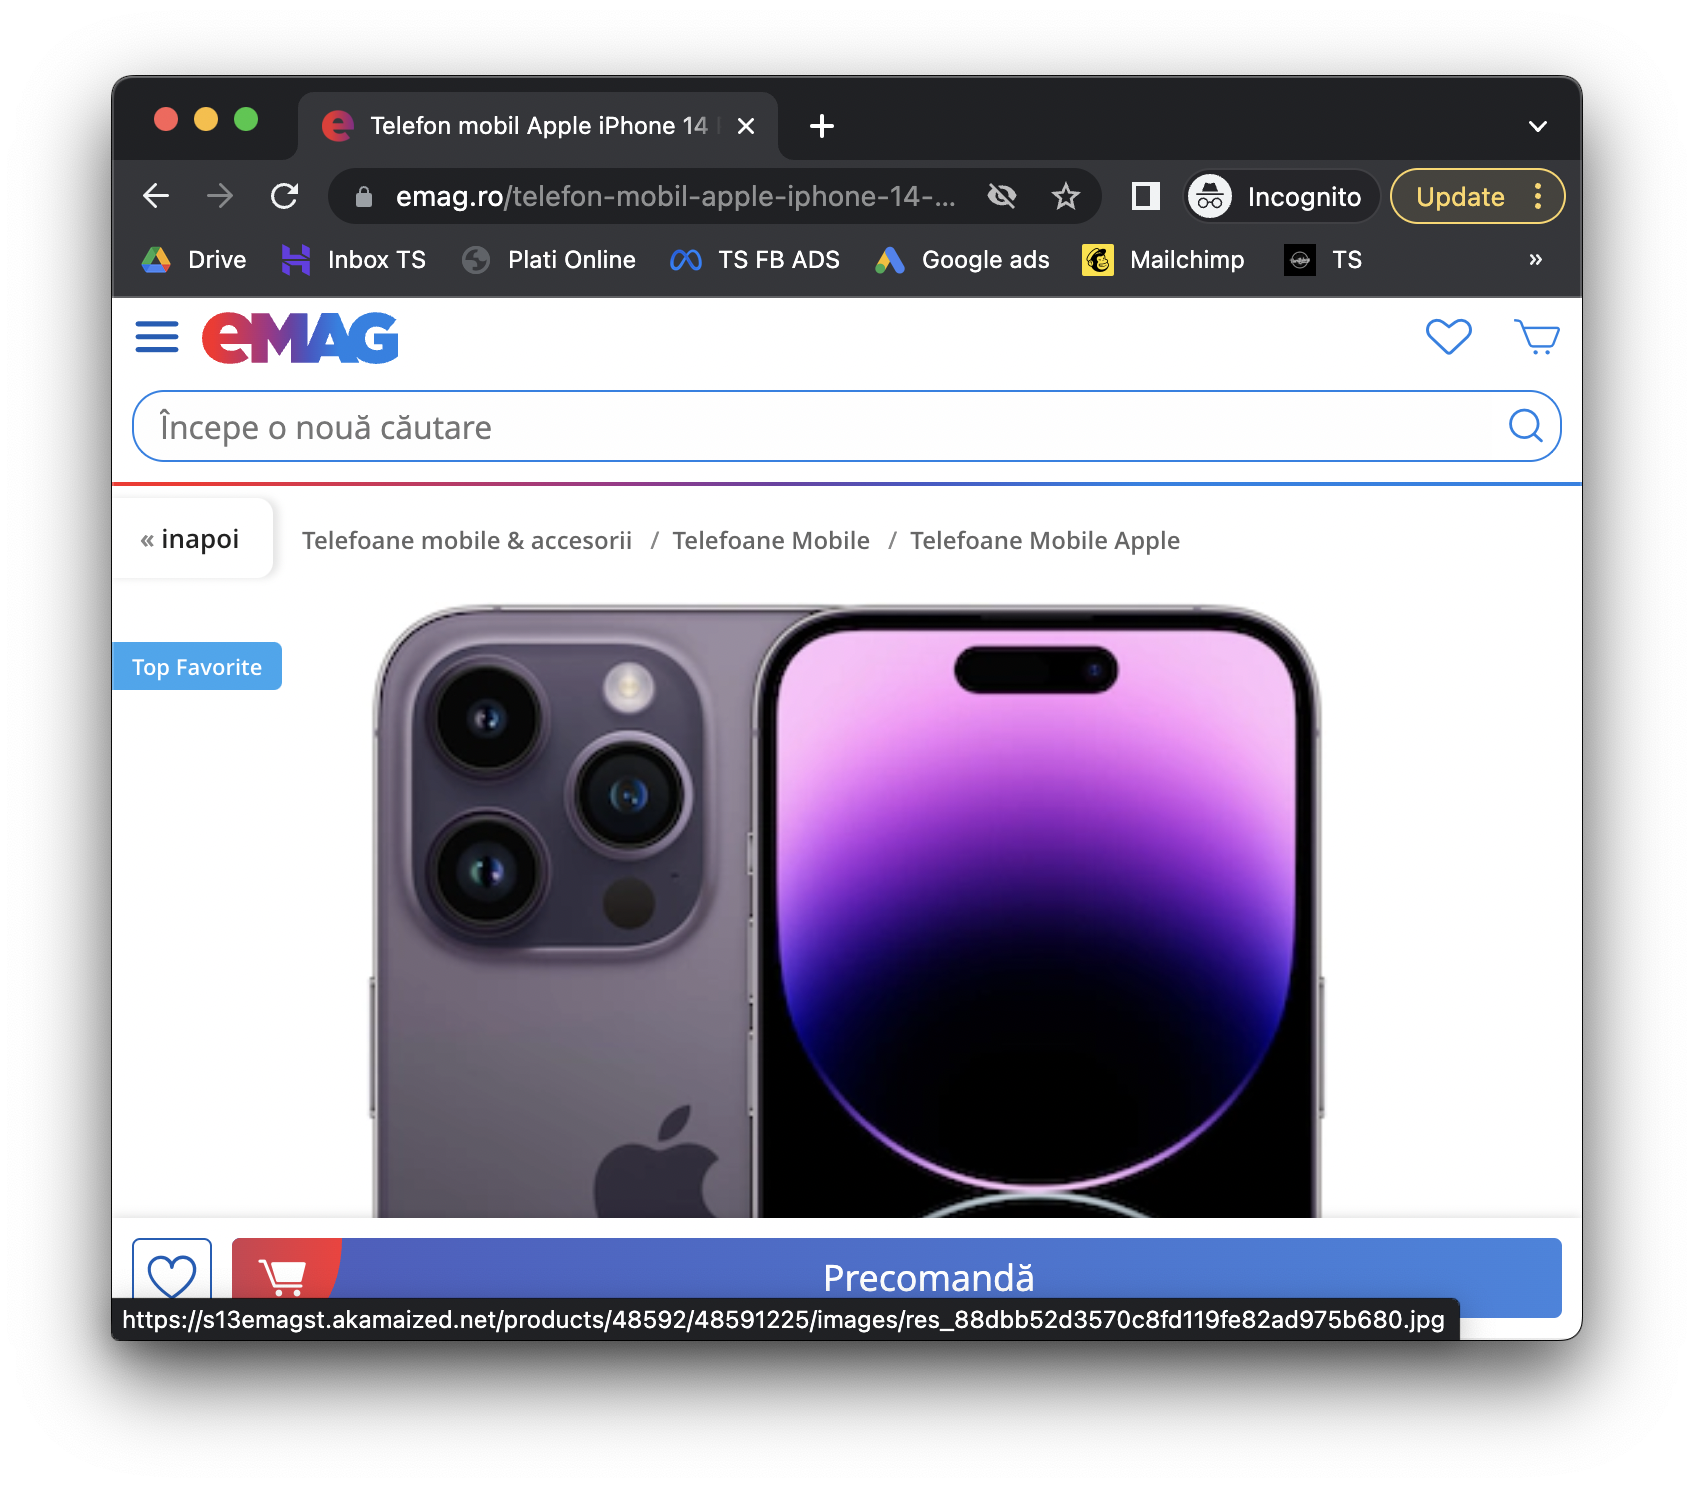 Telefon mobil Apple iPhone 14
emag.ro/telefon-mobil-apple-iphone-14-...
Incognito
Update
Drive
Inbox TS
Plati Online
TS FB ADS
Google ads
Mailchimp
TS
»
eMAG
Începe o nouă căutare
« inapoi
Telefoane mobile & accesorii / Telefoane Mobile / Telefoane Mobile Apple
Top Favorite
Precomandă
https://s13emagst.akamaized.net/products/48592/48591225/images/res_88dbb52d3570c8fd119fe82ad975b680.jpg